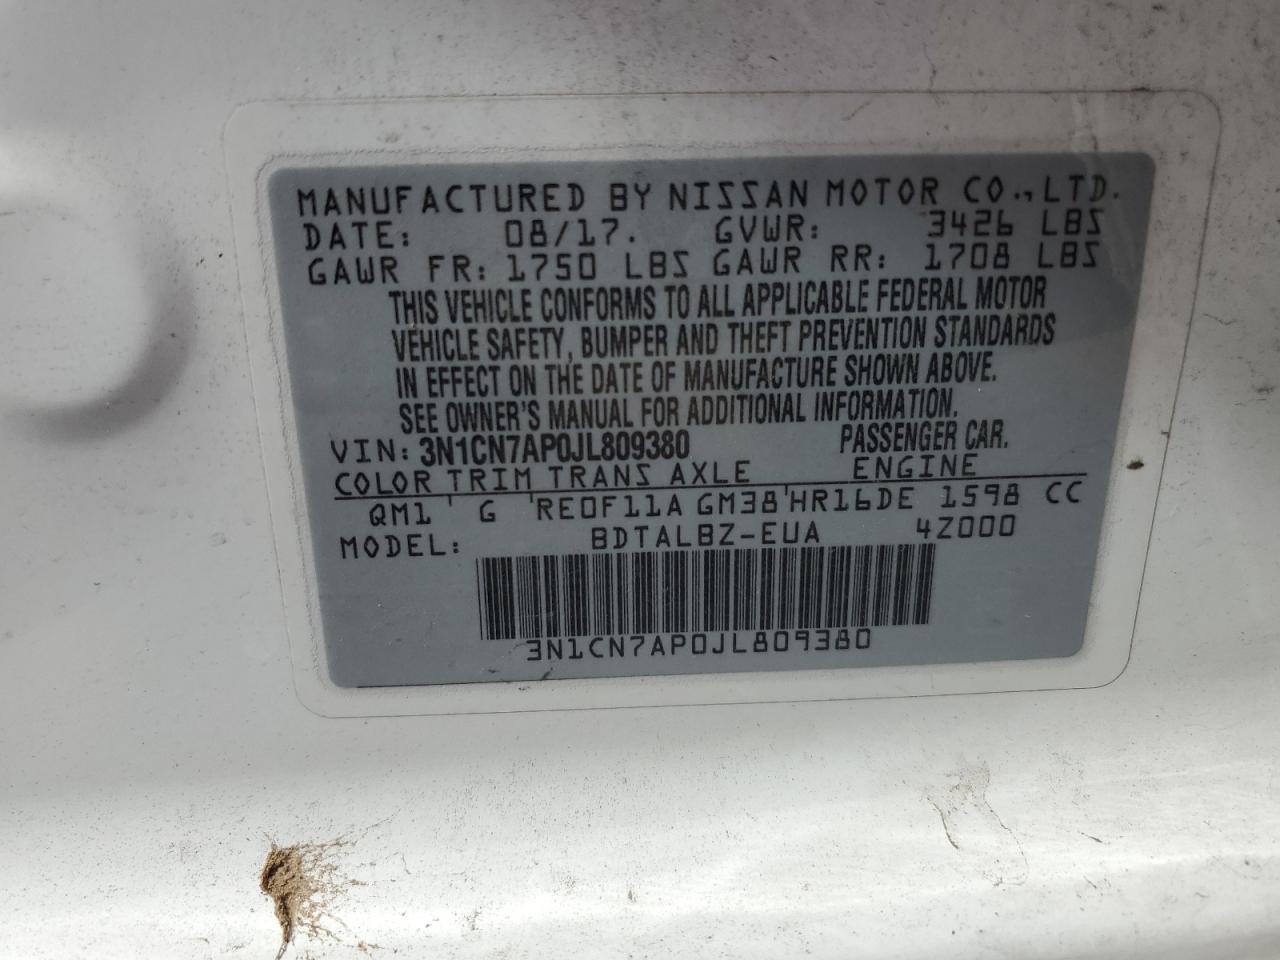 MANUFACTURED BY NISSAN MOTOR CO., LTD.
DATE: 08/17. GVWR: 3426 LBS
GAWR FR: 1750 LBS GAWR RR: 1708 LBS
THIS VEHICLE CONFORMS TO ALL APPLICABLE FEDERAL MOTOR
VEHICLE SAFETY, BUMPER AND THEFT PREVENTION STANDARDS
IN EFFECT ON THE DATE OF MANUFACTURE SHOWN ABOVE.
SEE OWNER'S MANUAL FOR ADDITIONAL INFORMATION.
VIN: 3N1CN7AP0JL809380 PASSENGER CAR.
COLOR TRIM TRANS AXLE ENGINE
QM1 ' G ' RE0F11A GM38 ' HR16DE 1598 CC
MODEL: BDTALBZ-EUA 4Z000
3N1CN7AP0JL809380